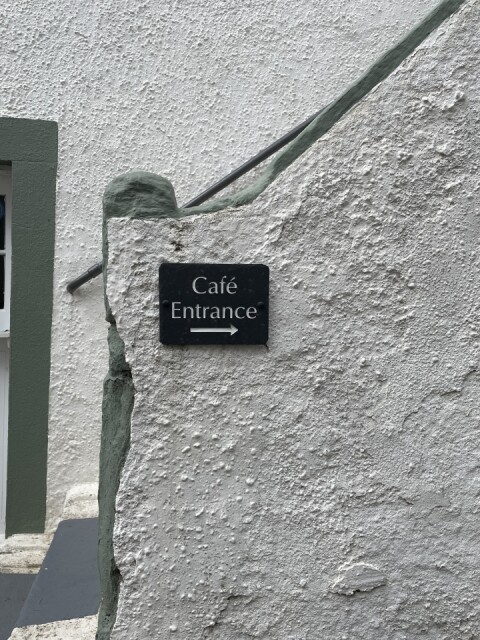 Café
Entrance
→